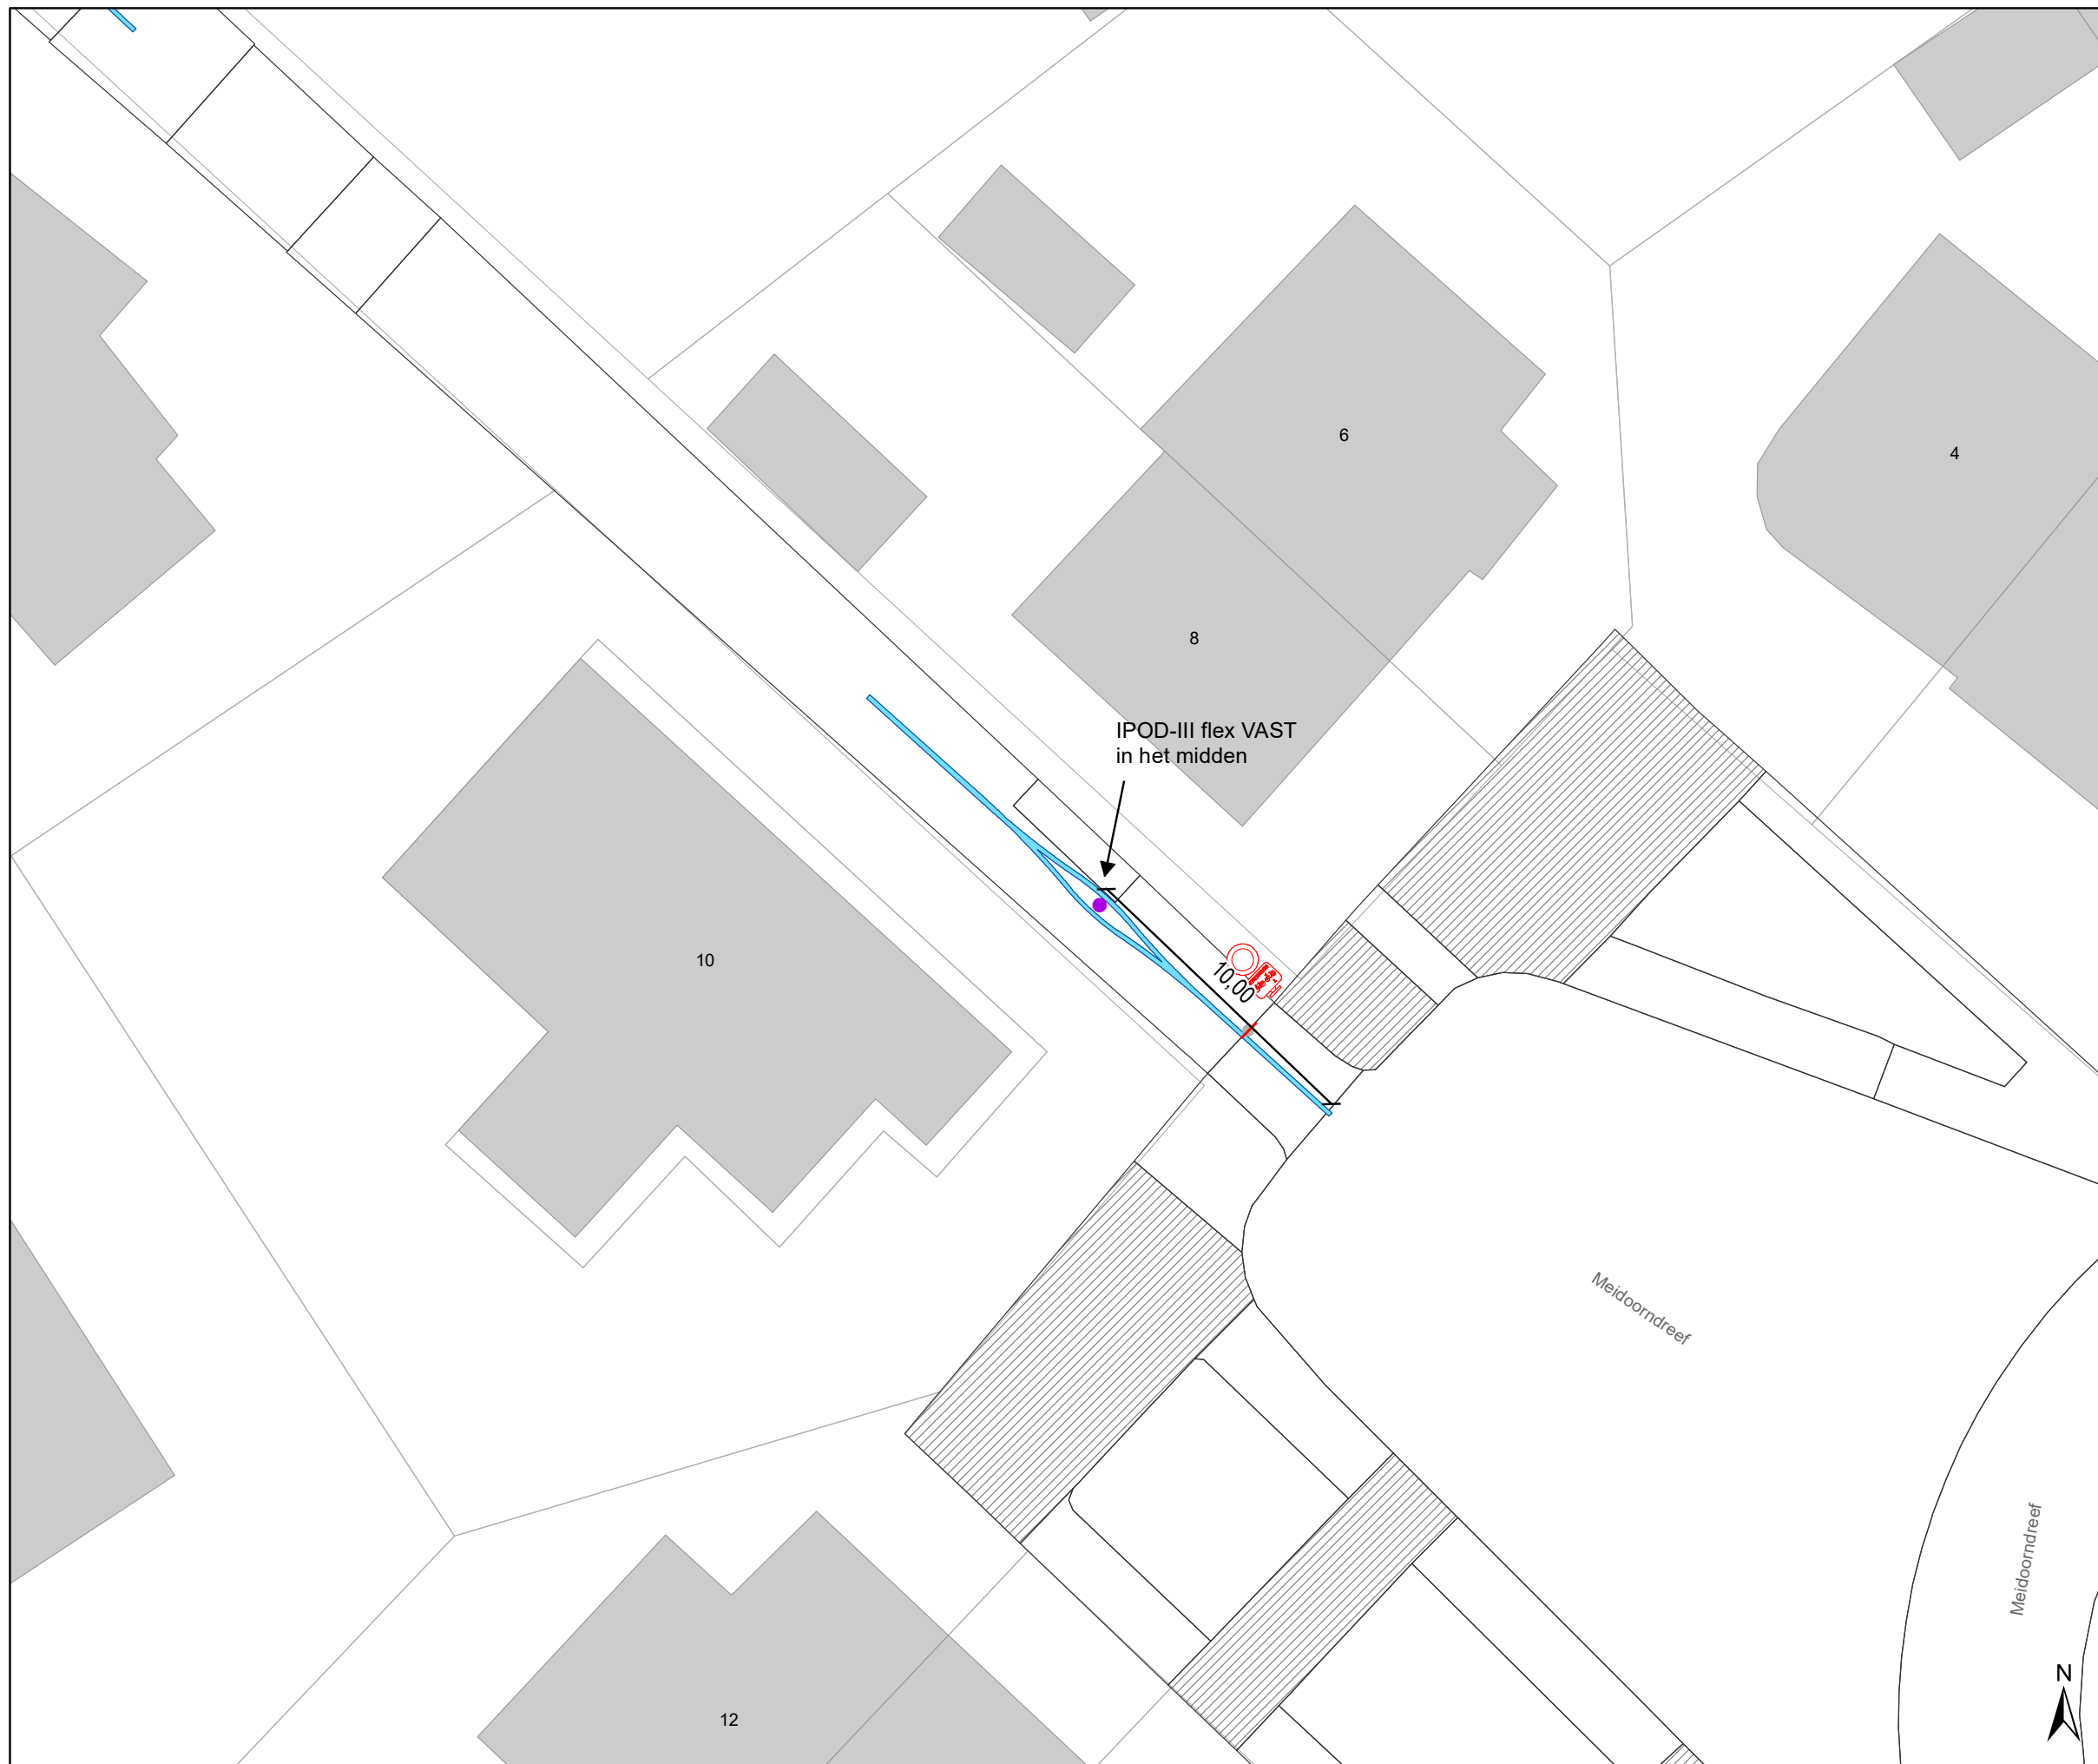 6
4
8
IPOD-III flex VAST
in het midden
10
10,00
Meidoorndreef
Meidoorndreef
N
12